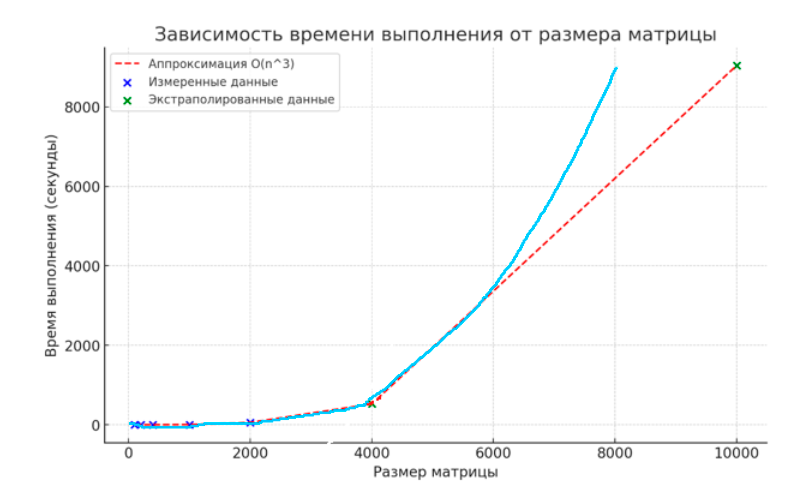 Зависимость времени выполнения от размера матрицы
Аппроксимация O(n^3)
Измеренные данные
Экстраполированные данные
Время выполнения (секунды)
8000
6000
4000
2000
0
0 2000 4000 6000 8000 10000
Размер матрицы